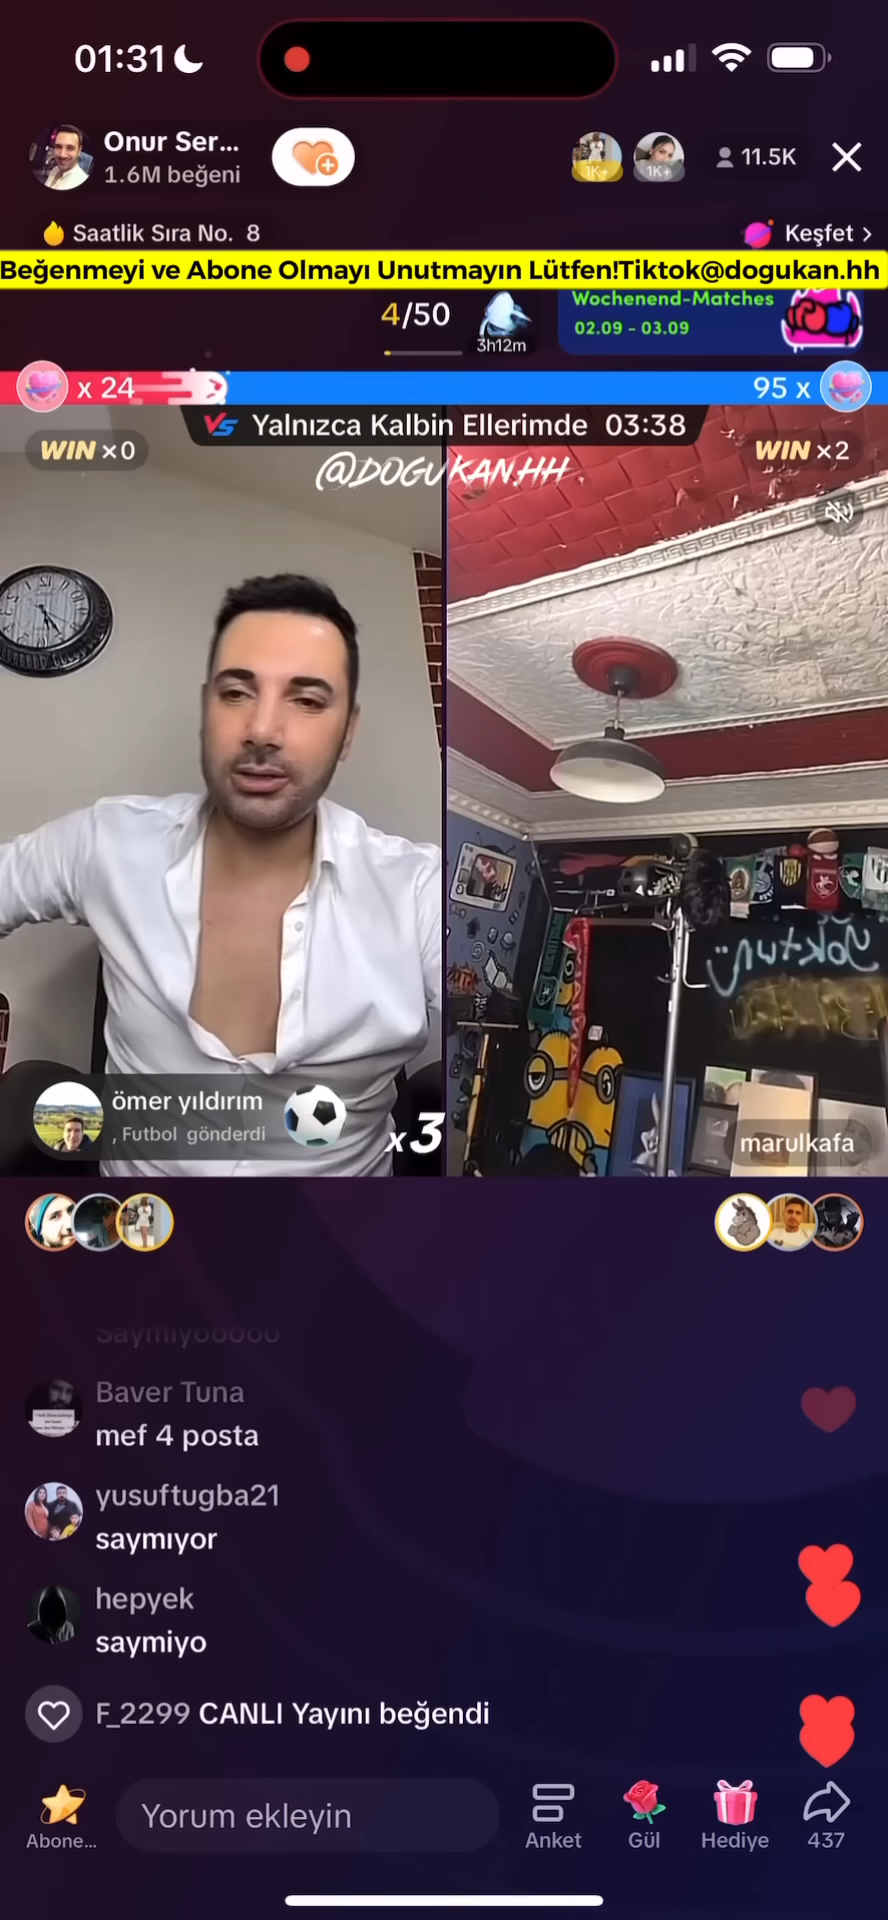 01:31
Onur Ser...
1.6M beğeni
1K+
1K+
11.5K
Saatlik Sıra No. 8
Keşfet >
Beğenmeyi ve Abone Olmayı Unutmayın Lütfen!Tiktok@dogukan.hh
4/50
3h12m
Wochenend-Matches
02.09 - 03.09
x 24
95 x
VS Yalnızca Kalbin Ellerimde 03:38
WIN x0
WIN x2
@DOGUKAN.HH
yoktur
ömer yıldırım
, Futbol gönderdi
x3
marulkafa
Saymıyooooo
Baver Tuna
mef 4 posta
yusuftugba21
saymıyor
hepyek
saymiyo
F_2299 CANLI Yayını beğendi
Abone...
Yorum ekleyin
Anket
Gül
Hediye
437